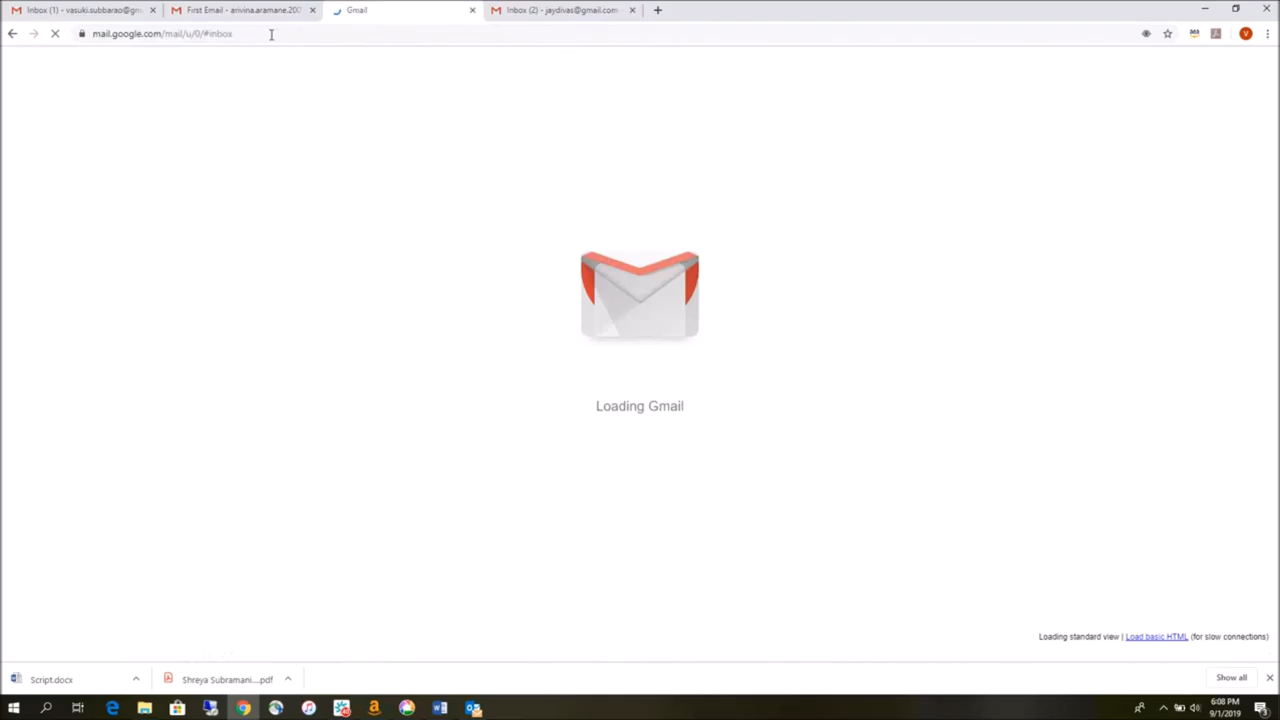 Inbox (1) - vasuki.subbarao@gm
First Email - arivina.aramane.200
Gmail
Inbox (2) - jaydivas@gmail.com
mail.google.com/mail/u/0/#inbox
V
Loading Gmail
Loading standard view | Load basic HTML (for slow connections)
Script.docx
Shreya Subramani....pdf
Show all
6:08 PM
9/1/2019